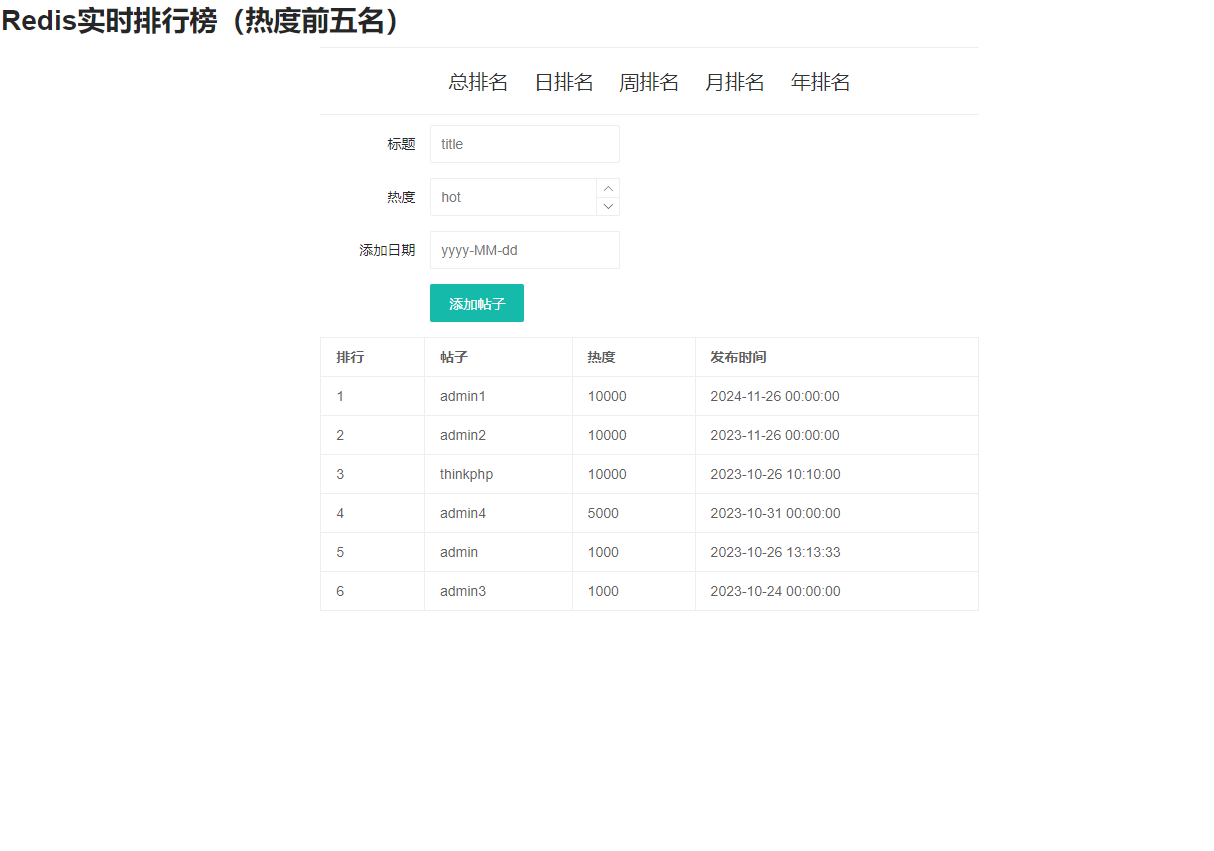 Redis实时排行榜（热度前五名）
总排名 日排名 周排名 月排名 年排名
标题 title
热度 hot
添加日期 yyyy-MM-dd
添加帖子
排行 帖子 热度 发布时间
1 admin1 10000 2024-11-26 00:00:00
2 admin2 10000 2023-11-26 00:00:00
3 thinkphp 10000 2023-10-26 10:10:00
4 admin4 5000 2023-10-31 00:00:00
5 admin 1000 2023-10-26 13:13:33
6 admin3 1000 2023-10-24 00:00:00